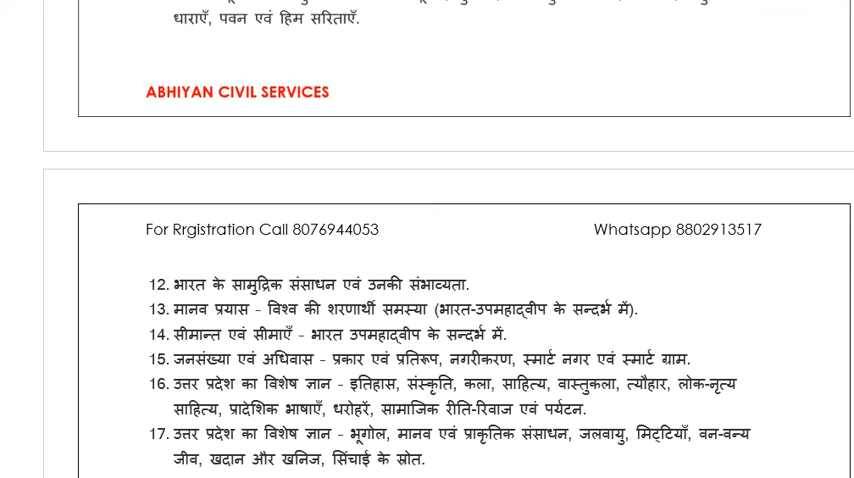 धाराएँ, पवन एवं हिम सरिताएँ.
ABHIYAN CIVIL SERVICES
For Rrgistration Call 8076944053 Whatsapp 8802913517
12. भारत के सामुद्रिक संसाधन एवं उनकी संभाव्यता.
13. मानव प्रयास - विश्व की शरणार्थी समस्या (भारत-उपमहाद्वीप के सन्दर्भ में).
14. सीमान्त एवं सीमाएँ - भारत उपमहाद्वीप के सन्दर्भ में.
15. जनसंख्या एवं अधिवास - प्रकार एवं प्रतिरूप, नगरीकरण, स्मार्ट नगर एवं स्मार्ट ग्राम.
16. उत्तर प्रदेश का विशेष ज्ञान - इतिहास, संस्कृति, कला, साहित्य, वास्तुकला, त्यौहार, लोक-नृत्य
साहित्य, प्रादेशिक भाषाएँ, धरोहरें, सामाजिक रीति-रिवाज एवं पर्यटन.
17. उत्तर प्रदेश का विशेष ज्ञान - भूगोल, मानव एवं प्राकृतिक संसाधन, जलवायु, मिट्टियाँ, वन-वन्य
जीव, खदान और खनिज, सिंचाई के स्रोत.